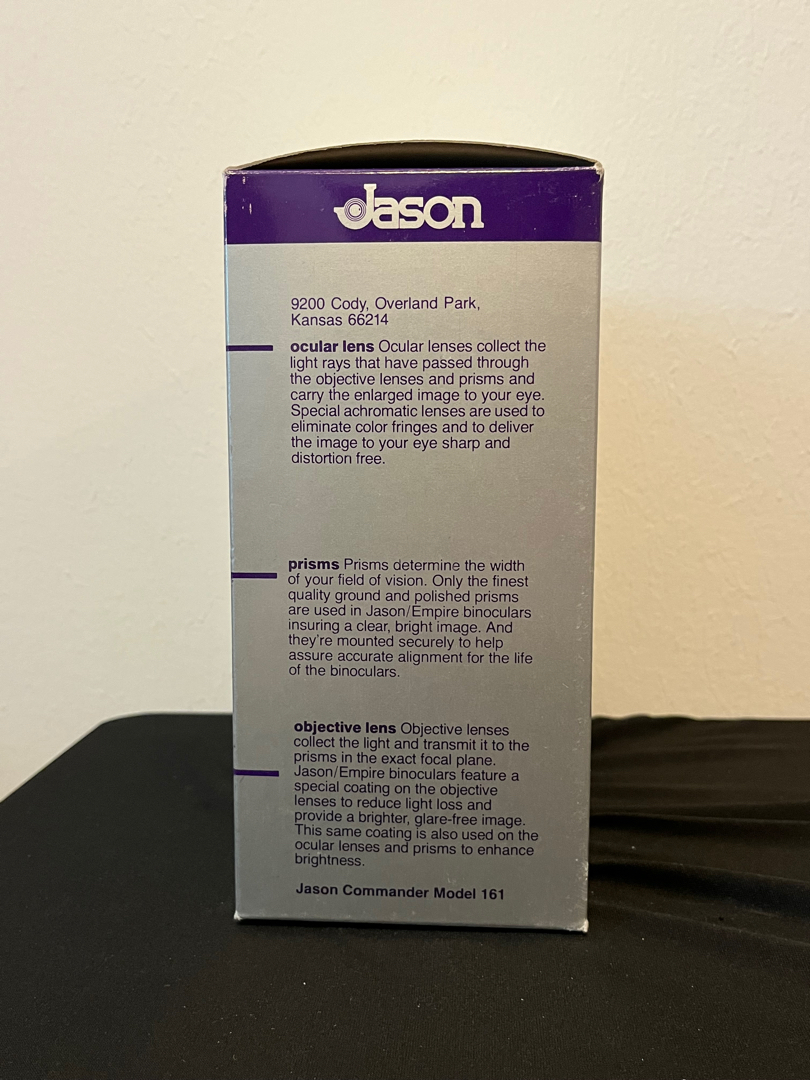 Jason
9200 Cody, Overland Park,
Kansas 66214
ocular lens Ocular lenses collect the
light rays that have passed through
the objective lenses and prisms and
carry the enlarged image to your eye.
Special achromatic lenses are used to
eliminate color fringes and to deliver
the image to your eye sharp and
distortion free.
prisms Prisms determine the width
of your field of vision. Only the finest
quality ground and polished prisms
are used in Jason/Empire binoculars
insuring a clear, bright image. And
they're mounted securely to help
assure accurate alignment for the life
of the binoculars.
objective lens Objective lenses
collect the light and transmit it to the
prisms in the exact focal plane.
Jason/Empire binoculars feature a
special coating on the objective
lenses to reduce light loss and
provide a brighter, glare-free image.
This same coating is also used on the
ocular lenses and prisms to enhance
brightness.
Jason Commander Model 161